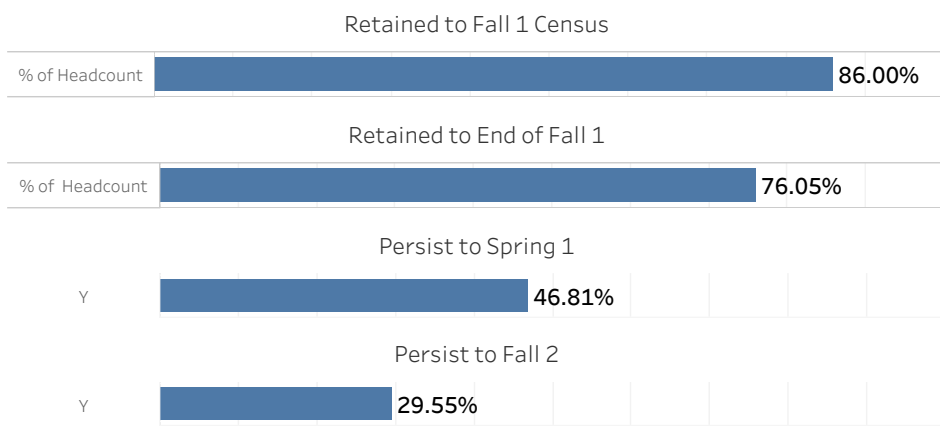 Retained to Fall 1 Census
% of Headcount 86.00%
Retained to End of Fall 1
% of Headcount 76.05%
Persist to Spring 1
Y 46.81%
Persist to Fall 2
Y 29.55%